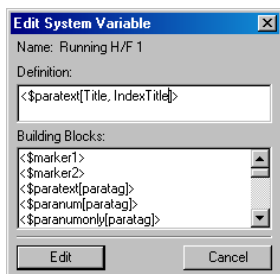 Edit System Variable
Name: Running H/F 1
Definition:
<$paratext[Title, IndexTitle]>
Building Blocks:
<$marker1>
<$marker2>
<$paratext[paratag]>
<$paranum[paratag]>
<$paranumonly[paratag]>
Edit Cancel